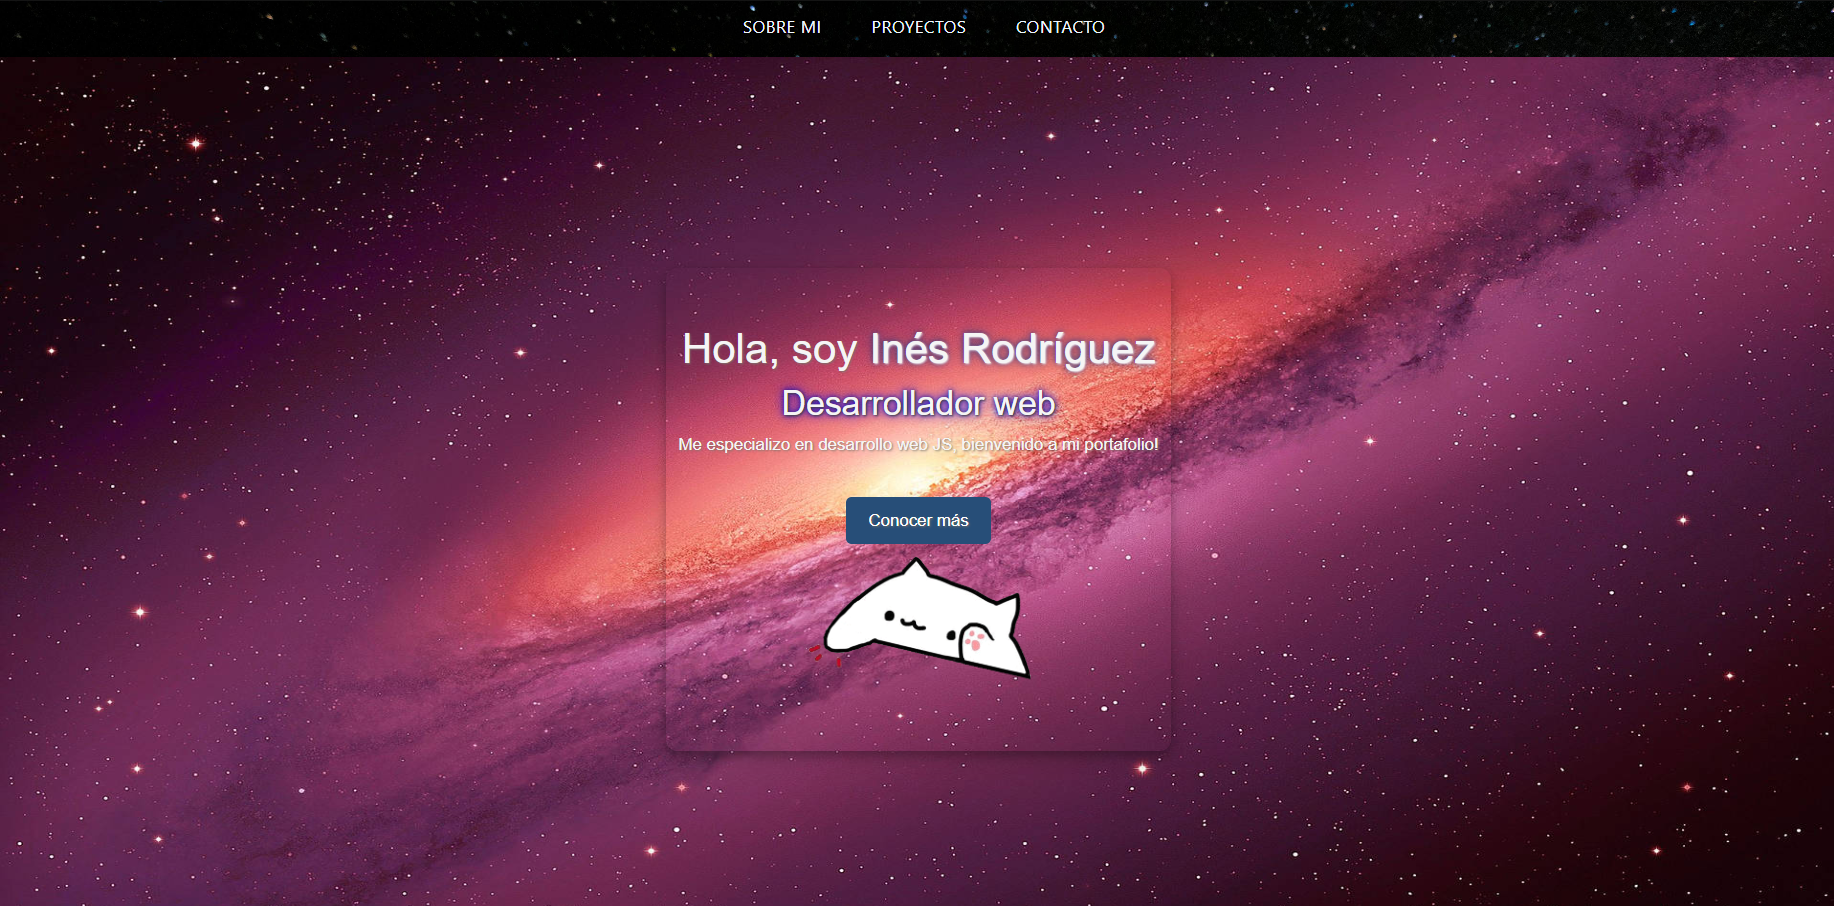 SOBRE MI PROYECTOS CONTACTO
Hola, soy Inés Rodríguez
Desarrollador web
Me especializo en desarrollo web JS, bienvenido a mi portafolio!
Conocer más